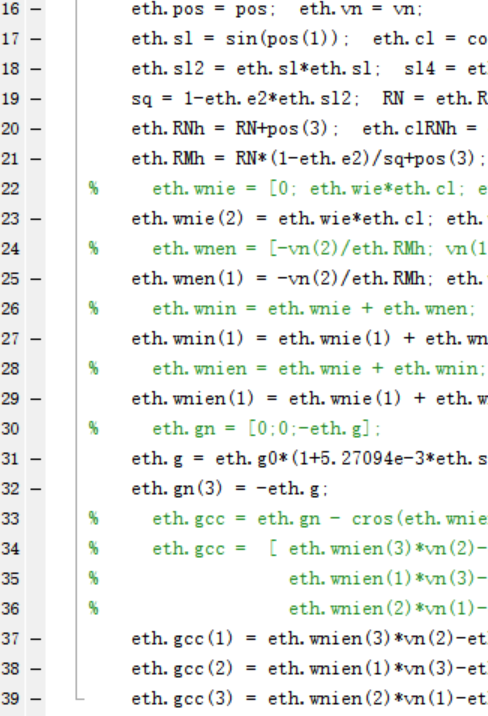 16 – eth.pos = pos; eth.vn = vn;
17 – eth.sl = sin(pos(1)); eth.cl = co
18 – eth.sl2 = eth.sl*eth.sl; sl4 = et
19 – sq = 1-eth.e2*eth.sl2; RN = eth.R
20 – eth.RNh = RN+pos(3); eth.clRNh =
21 – eth.RMh = RN*(1-eth.e2)/sq+pos(3);
22 % eth.wnie = [0; eth.wie*eth.cl; e
23 – eth.wnie(2) = eth.wie*eth.cl; eth.
24 % eth.wnen = [-vn(2)/eth.RMh; vn(1
25 – eth.wnen(1) = -vn(2)/eth.RMh; eth.
26 % eth.wnin = eth.wnie + eth.wnen;
27 – eth.wnin(1) = eth.wnie(1) + eth.wn
28 % eth.wnien = eth.wnie + eth.wnin;
29 – eth.wnien(1) = eth.wnie(1) + eth.w
30 % eth.gn = [0;0;-eth.g];
31 – eth.g = eth.g0*(1+5.27094e-3*eth.s
32 – eth.gn(3) = -eth.g;
33 % eth.gcc = eth.gn - cros(eth.wnie
34 % eth.gcc = [ eth.wnien(3)*vn(2)-
35 % eth.wnien(1)*vn(3)-
36 % eth.wnien(2)*vn(1)-
37 – eth.gcc(1) = eth.wnien(3)*vn(2)-et
38 – eth.gcc(2) = eth.wnien(1)*vn(3)-et
39 – eth.gcc(3) = eth.wnien(2)*vn(1)-et